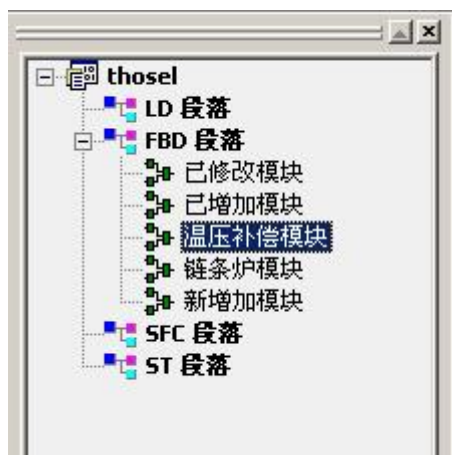 thosel
LD 段落
FBD 段落
已修改模块
已增加模块
温压补偿模块
链条炉模块
新增加模块
SFC 段落
ST 段落